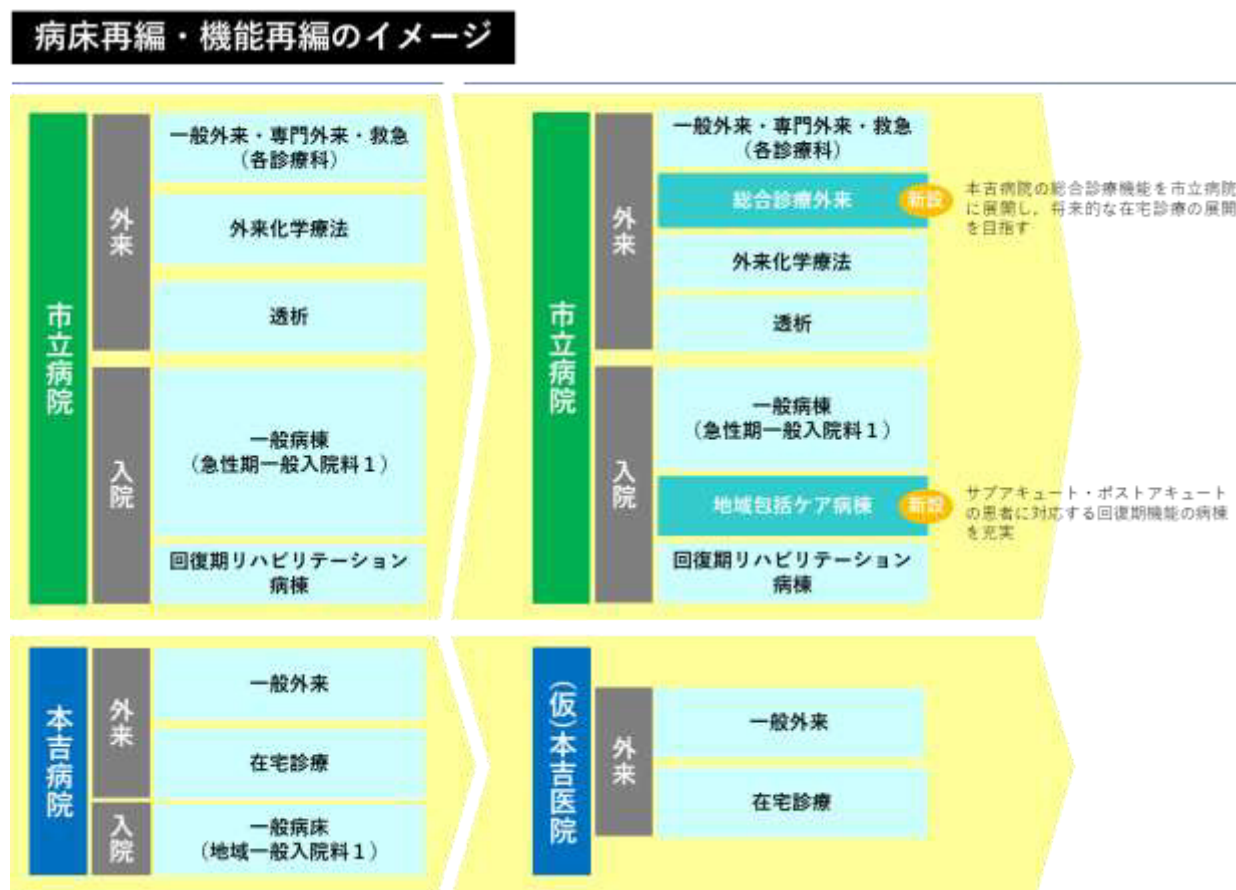 病床再編・機能再編のイメージ
市立病院
外来
一般外来・専門外来・救急
（各診療科）
外来化学療法
透析
入院
一般病棟
（急性期一般入院料１）
回復期リハビリテーション
病棟
市立病院
外来
一般外来・専門外来・救急
（各診療科）
総合診療外来
新設
本吉病院の総合診療機能を市立病院
に展開し，将来的な在宅診療の展開
を目指す
外来化学療法
透析
入院
一般病棟
（急性期一般入院料１）
地域包括ケア病棟
新設
サブアキュート・ポストアキュート
の患者に対応する回復期機能の病棟
を充実
回復期リハビリテーション
病棟
本吉病院
外来
一般外来
在宅診療
入院
一般病床
（地域一般入院料１）
（仮）本吉医院
外来
一般外来
在宅診療